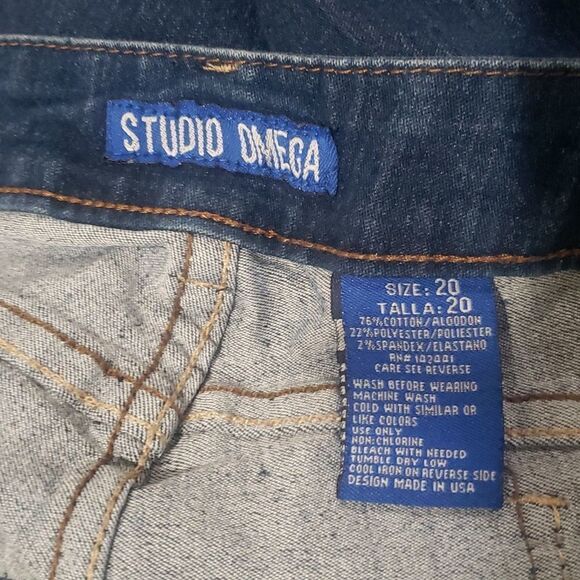 STUDIO OMEGA
SIZE: 20
TALLA: 20
76%COTTON/ALGODON
22%POLYESTER/POLIESTER
2%SPANDEX/ELASTANO
RN# 102001
CARE SEE REVERSE
WASH BEFORE WEARING
MACHINE WASH
COLD WITH SIMILAR OR
LIKE COLORS
USE ONLY
NON:CHLORINE
BLEACH WITH NEEDED
TUMBLE DRY LOW
COOL IRON ON REVERSE SIDE
DESIGN MADE IN USA